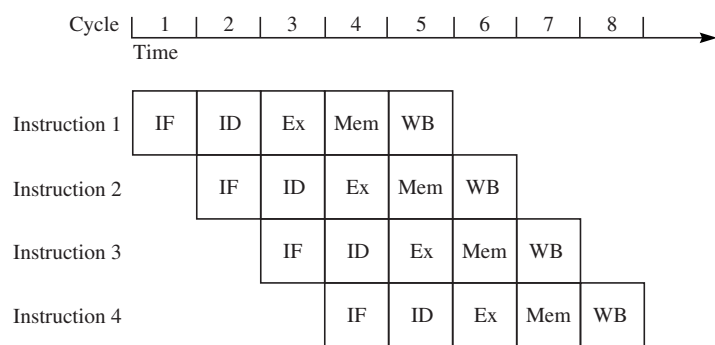 Cycle 1 2 3 4 5 6 7 8
Time
Instruction 1 IF ID Ex Mem WB
Instruction 2 IF ID Ex Mem WB
Instruction 3 IF ID Ex Mem WB
Instruction 4 IF ID Ex Mem WB